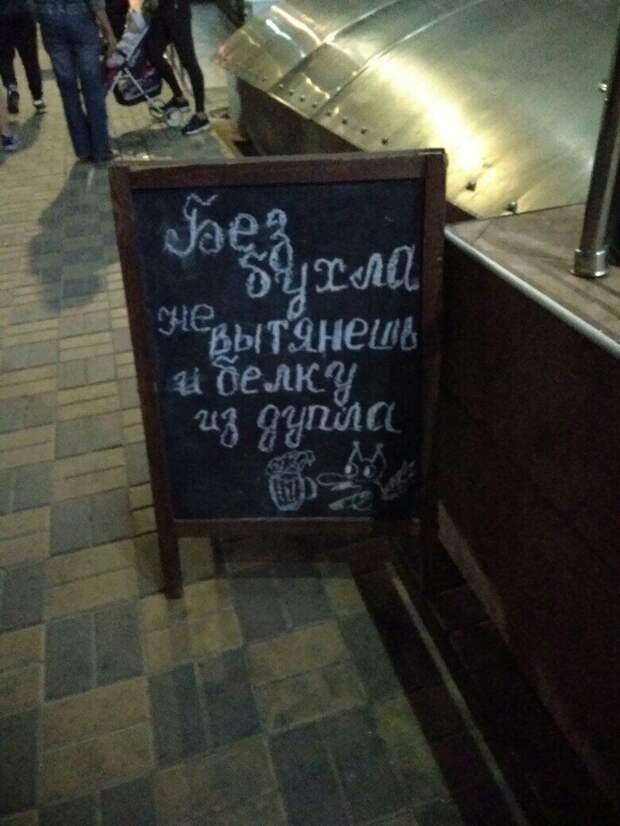 Без
бухла
не
вытянешь
и белку
из дупла